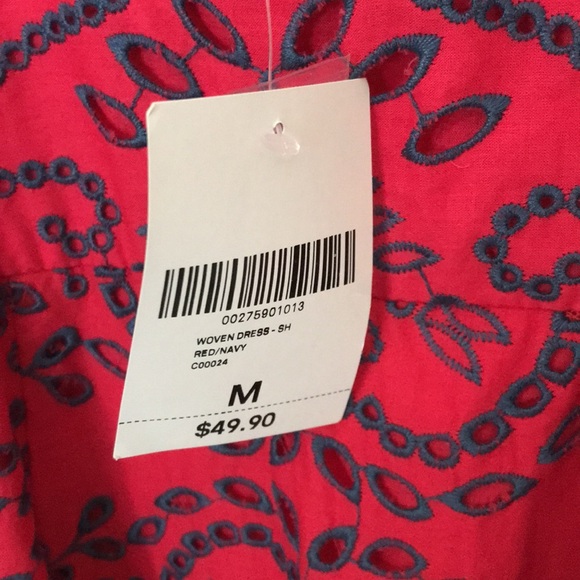 00275901013
WOVEN DRESS - SH
RED/NAVY
C00024
M
$49.90